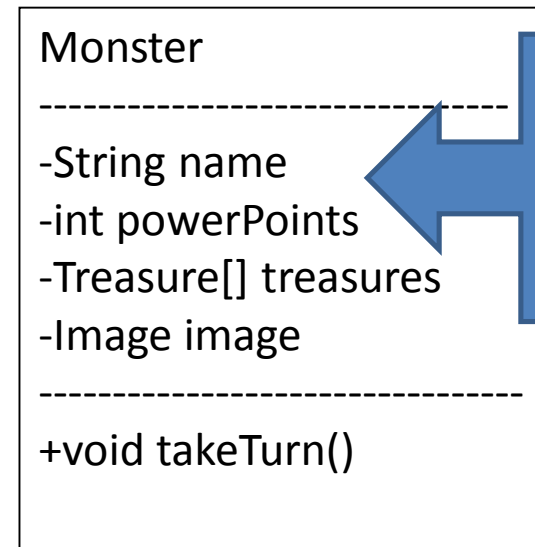 Monster
--------------------------------
-String name
-int powerPoints
-Treasure[] treasures
-Image image
---------------------------------
+void takeTurn()